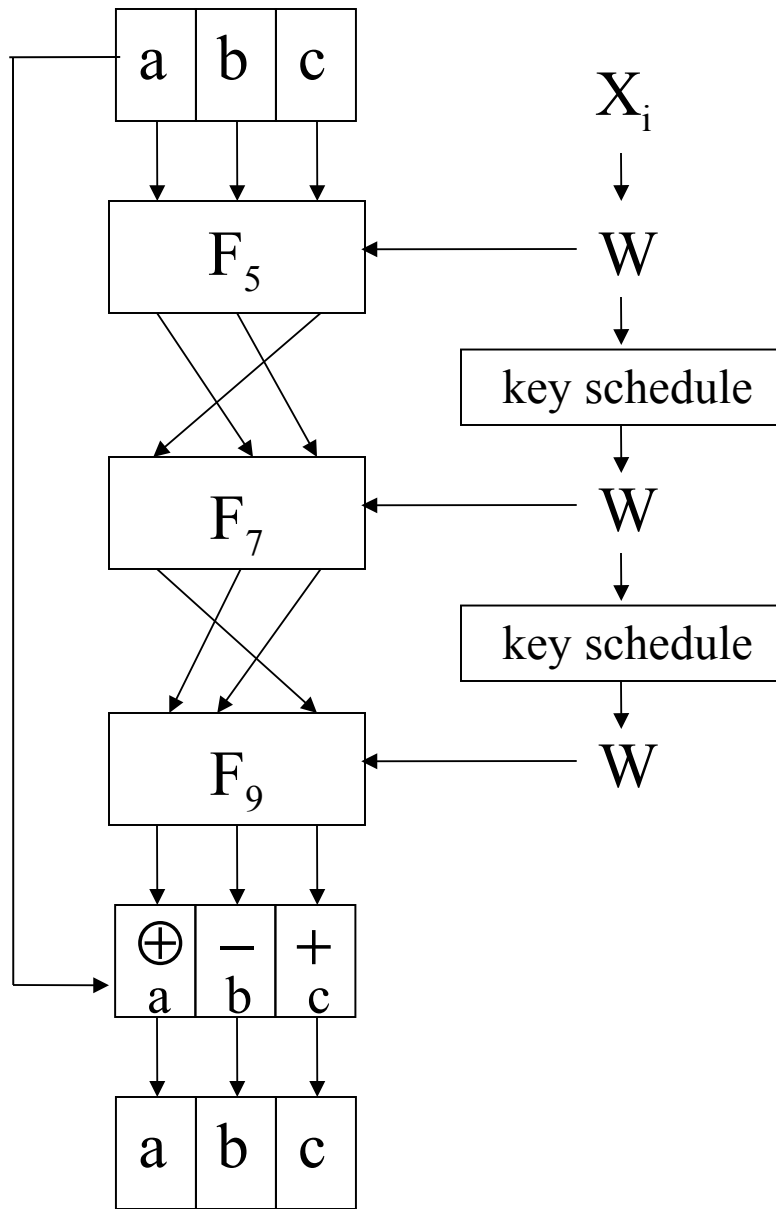 a b c
X_i
F_5
W
key schedule
F_7
W
key schedule
F_9
W
⊕ − +
a b c
a b c